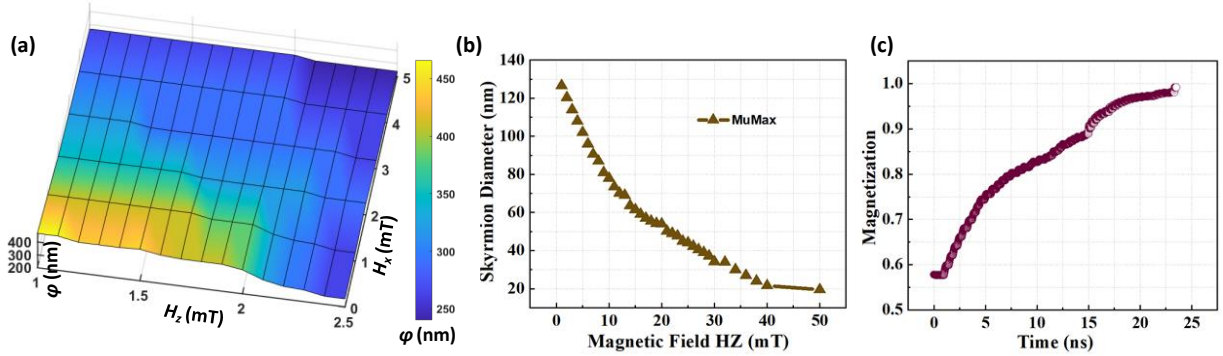 (a)
5
4
3
2
1
0
Hx (mT)
400
300
200
φ (nm)
1
1.5
2
2.5
Hz (mT)
450
400
350
300
250
φ (nm)
(b)
140
120
100
80
60
40
20
Skyrmion Diameter (nm)
MuMax
0 10 20 30 40 50
Magnetic Field HZ (mT)
(c)
1.0
0.9
0.8
0.7
0.6
0.5
Magnetization
0 5 10 15 20 25
Time (ns)